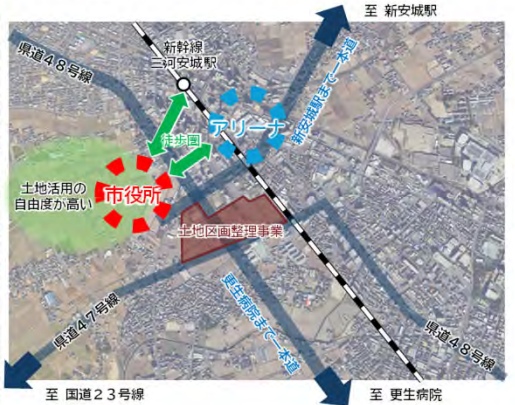 至 新安城駅
県道48号線
新幹線
三河安城駅
新安城駅まで一本道
アリーナ
徒歩圏
土地活用の
自由度が高い
市役所
土地区画整理事業
県道47号線
更生病院まで一本道
県道48号線
至 国道23号線
至 更生病院